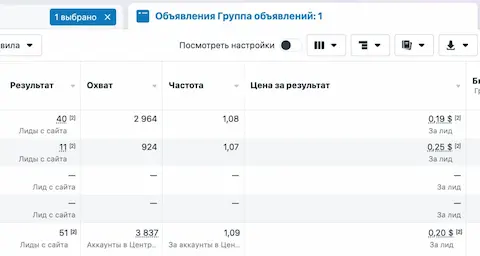 1 выбрано ×
Объявления Группа объявлений: 1
вила
Посмотреть настройки
Результат Охват Частота Цена за результат
40 [2] 2 964 1,08 0,19 $ [2]
Лиды с сайта За лид
11 [2] 924 1,07 0,25 $ [2]
Лиды с сайта За лид
— — — —
Лид с сайта За лид
— — — —
Лид с сайта За лид
51 [2] 3 837 1,09 0,20 $ [2]
Лиды с сайта Аккаунты в Центр... За аккаунты в Цен... За лид